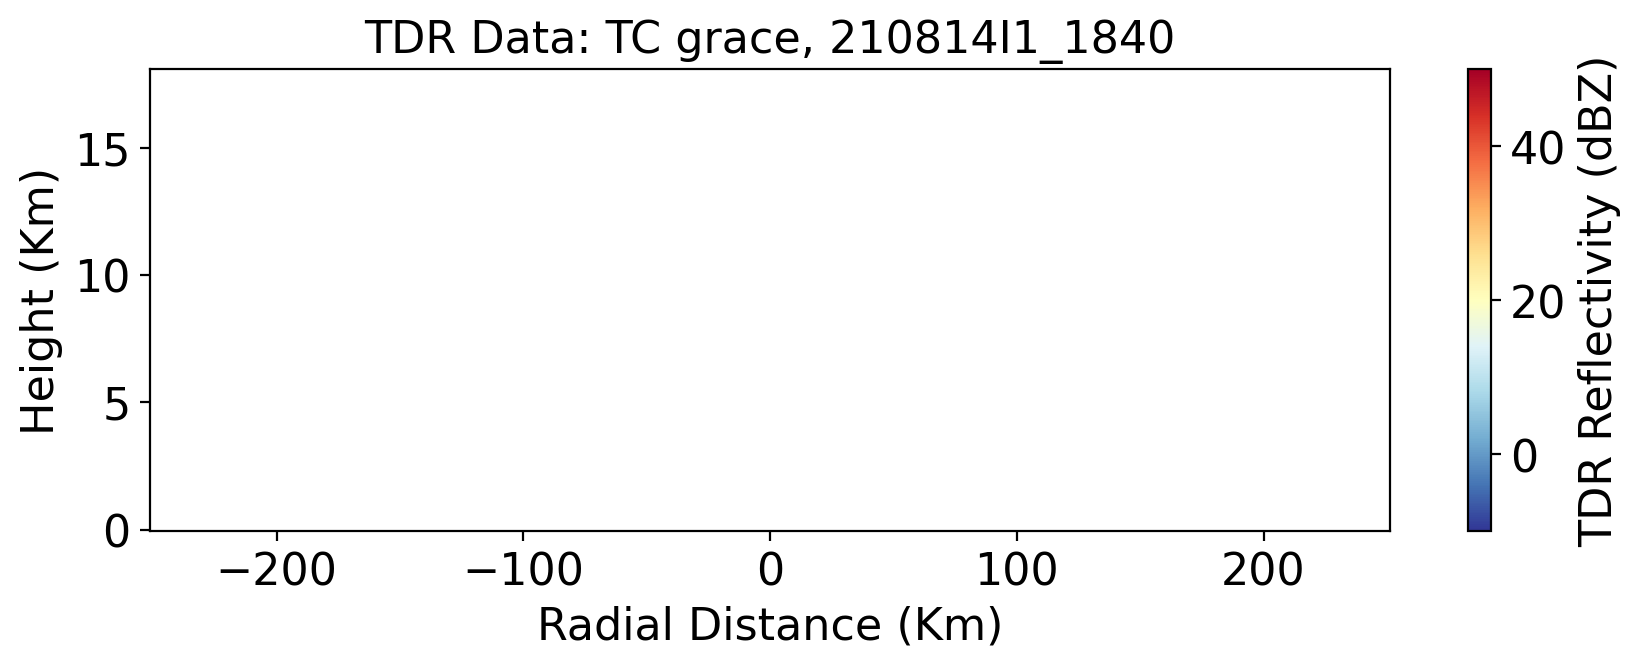 TDR Data: TC grace, 210814I1_1840
Height (Km)
15
10
5
0
−200 −100 0 100 200
Radial Distance (Km)
40
20
0
TDR Reflectivity (dBZ)